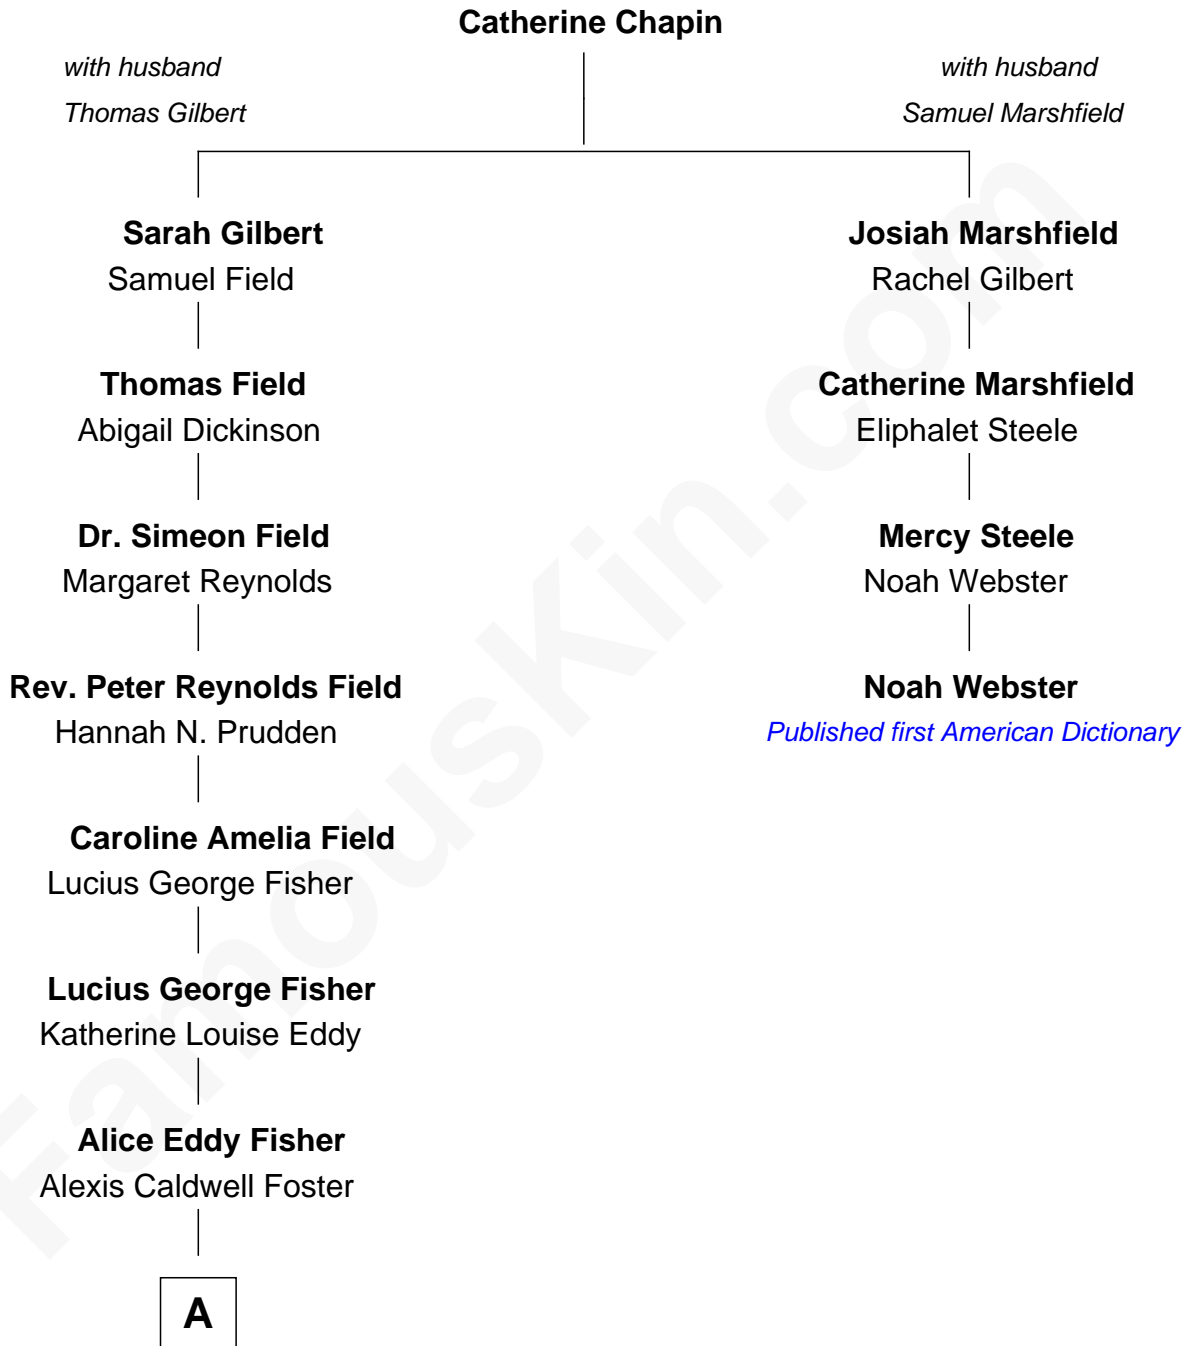 Catherine Chapin
with husband
Thomas Gilbert
with husband
Samuel Marshfield
Sarah Gilbert
Samuel Field
Josiah Marshfield
Rachel Gilbert
Thomas Field
Abigail Dickinson
Catherine Marshfield
Eliphalet Steele
Dr. Simeon Field
Margaret Reynolds
Mercy Steele
Noah Webster
Rev. Peter Reynolds Field
Hannah N. Prudden
Noah Webster
Published first American Dictionary
Caroline Amelia Field
Lucius George Fisher
Lucius George Fisher
Katherine Louise Eddy
Alice Eddy Fisher
Alexis Caldwell Foster
A
FamousKin.com